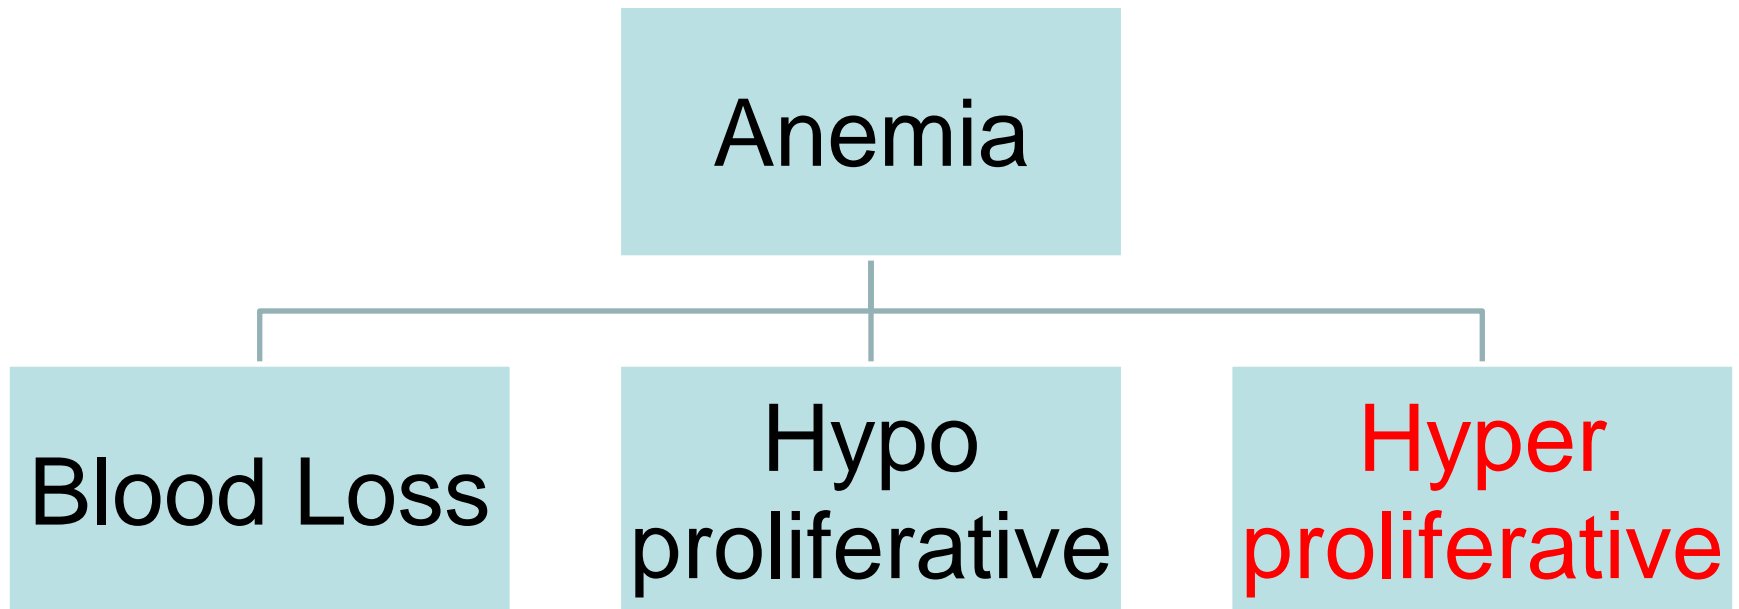 Anemia
Blood Loss
Hypo
proliferative
Hyper
proliferative